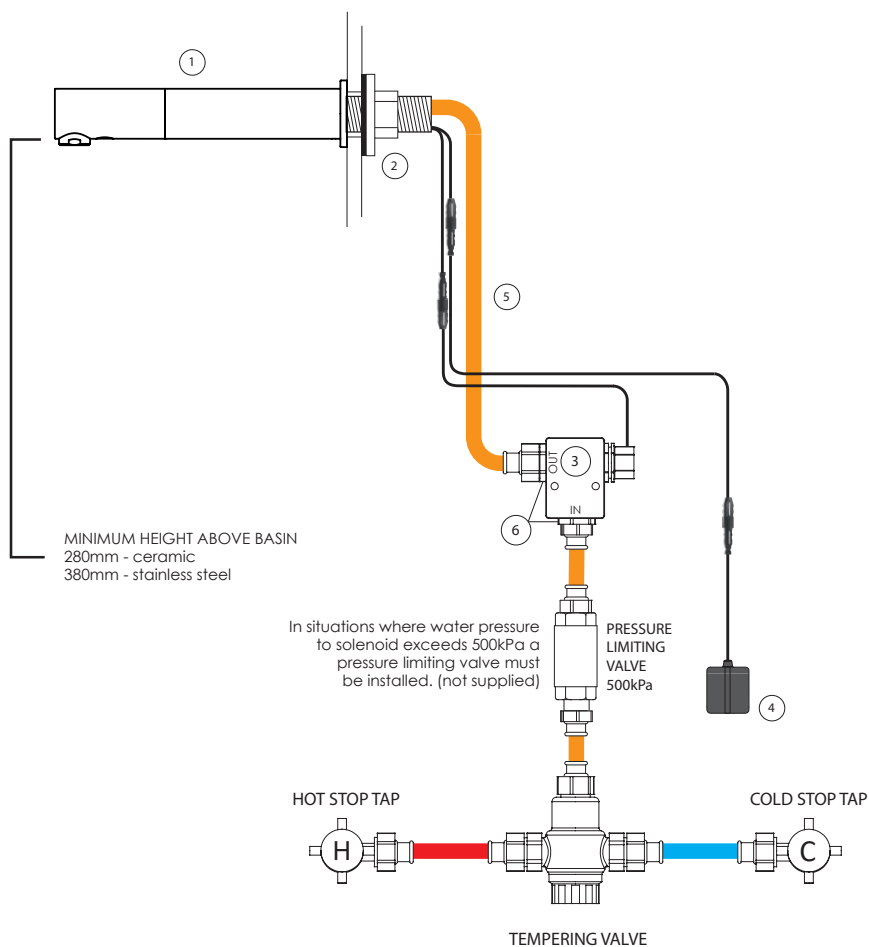 1
2
5
OUT
3
IN
6
MINIMUM HEIGHT ABOVE BASIN
280mm - ceramic
380mm - stainless steel
In situations where water pressure
to solenoid exceeds 500kPa a
pressure limiting valve must
be installed. (not supplied)
PRESSURE
LIMITING
VALVE
500kPa
4
HOT STOP TAP
COLD STOP TAP
H
C
TEMPERING VALVE